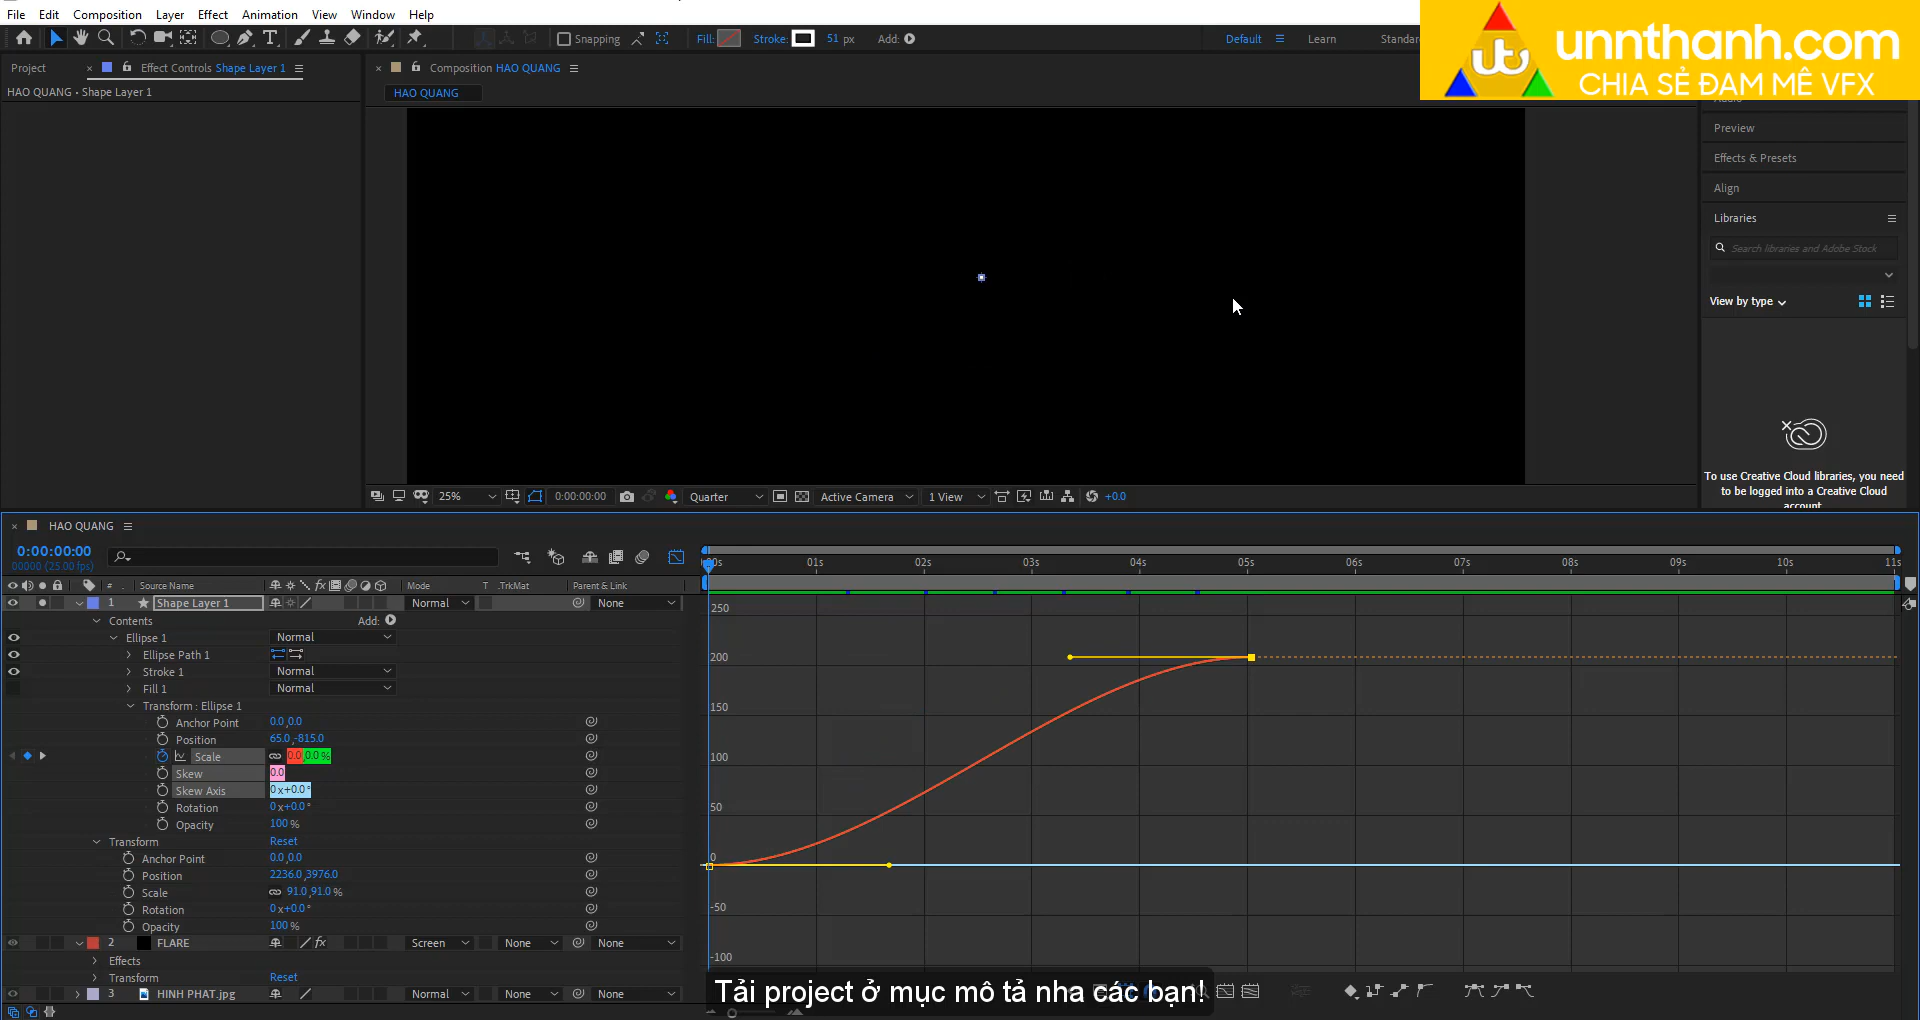 File Edit Composition Layer Effect Animation View Window Help
Snapping Fill: Stroke: 51 px Add: Default Learn Standar
unnthanh.com
CHIA SẺ ĐAM MÊ VFX
Project Effect Controls Shape Layer 1
HAO QUANG • Shape Layer 1
Composition HAO QUANG
HAO QUANG
Audio
Preview
Effects & Presets
Align
Libraries
Search libraries and Adobe Stock
View by type
To use Creative Cloud libraries, you need
to be logged into a Creative Cloud
account.
25% 0:00:00:00 Quarter Active Camera 1 View +0.0
HAO QUANG
0:00:00:00
00000 (25.00 fps)
# Source Name fx Mode T .TrkMat Parent & Link
1 Shape Layer 1 Normal None
Contents Add:
Ellipse 1 Normal
Ellipse Path 1
Stroke 1 Normal
Fill 1 Normal
Transform : Ellipse 1
Anchor Point 0.0,0.0
Position 65.0,-815.0
Scale 0.0,0.0 %
Skew 0.0
Skew Axis 0x+0.0°
Rotation 0x+0.0°
Opacity 100 %
Transform Reset
Anchor Point 0.0,0.0
Position 2236.0,3976.0
Scale 91.0,91.0 %
Rotation 0x+0.0°
Opacity 100 %
2 FLARE fx Screen None None
Effects
Transform Reset
3 HINH PHAT.jpg Normal None None
01s 02s 03s 04s 05s 06s 07s 08s 09s 10s 11s
250
200
150
100
50
0
-50
-100
Tải project ở mục mô tả nha các bạn!